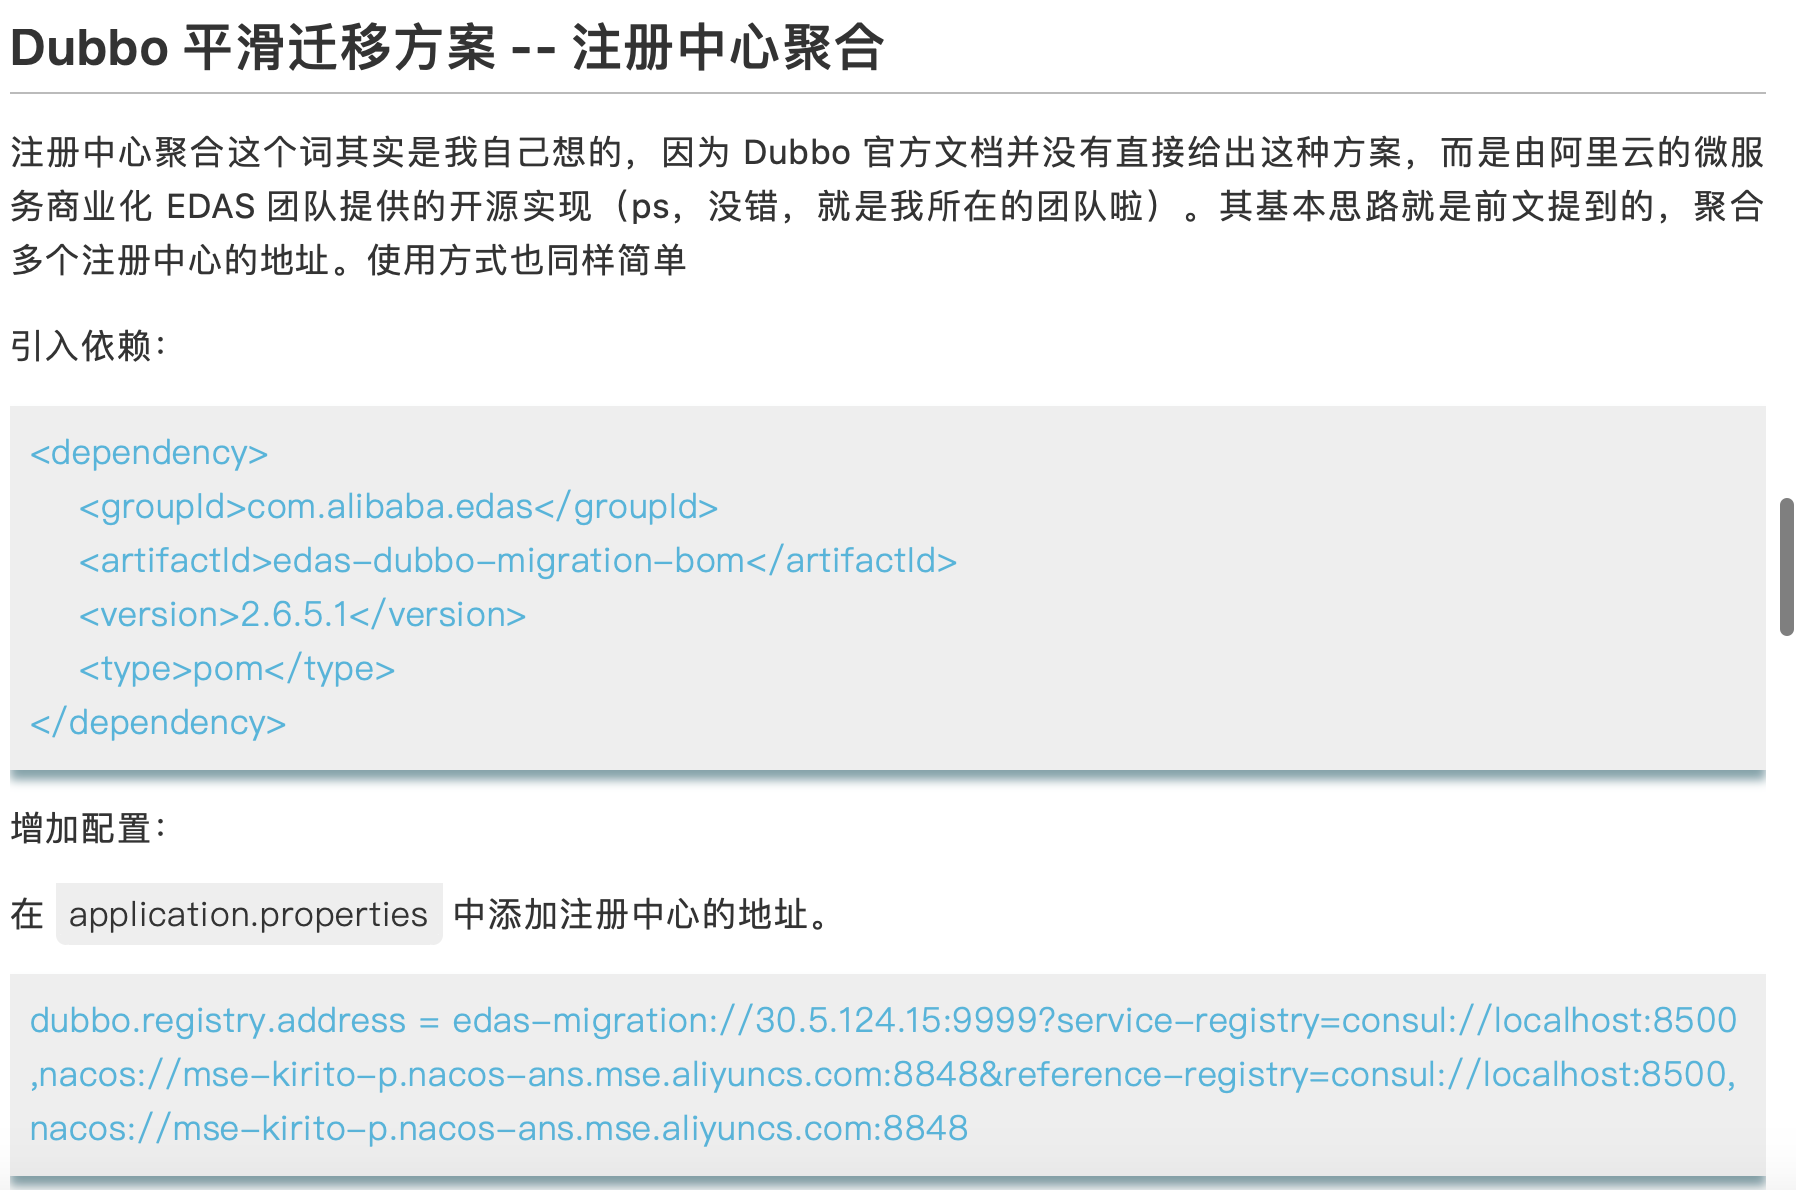 Dubbo 平滑迁移方案 -- 注册中心聚合
注册中心聚合这个词其实是我自己想的，因为 Dubbo 官方文档并没有直接给出这种方案，而是由阿里云的微服
务商业化 EDAS 团队提供的开源实现（ps，没错，就是我所在的团队啦）。其基本思路就是前文提到的，聚合
多个注册中心的地址。使用方式也同样简单
引入依赖：
<dependency>
    <groupId>com.alibaba.edas</groupId>
    <artifactId>edas-dubbo-migration-bom</artifactId>
    <version>2.6.5.1</version>
    <type>pom</type>
</dependency>
增加配置：
在 application.properties 中添加注册中心的地址。
dubbo.registry.address = edas-migration://30.5.124.15:9999?service-registry=consul://localhost:8500
,nacos://mse-kirito-p.nacos-ans.mse.aliyuncs.com:8848&reference-registry=consul://localhost:8500,
nacos://mse-kirito-p.nacos-ans.mse.aliyuncs.com:8848